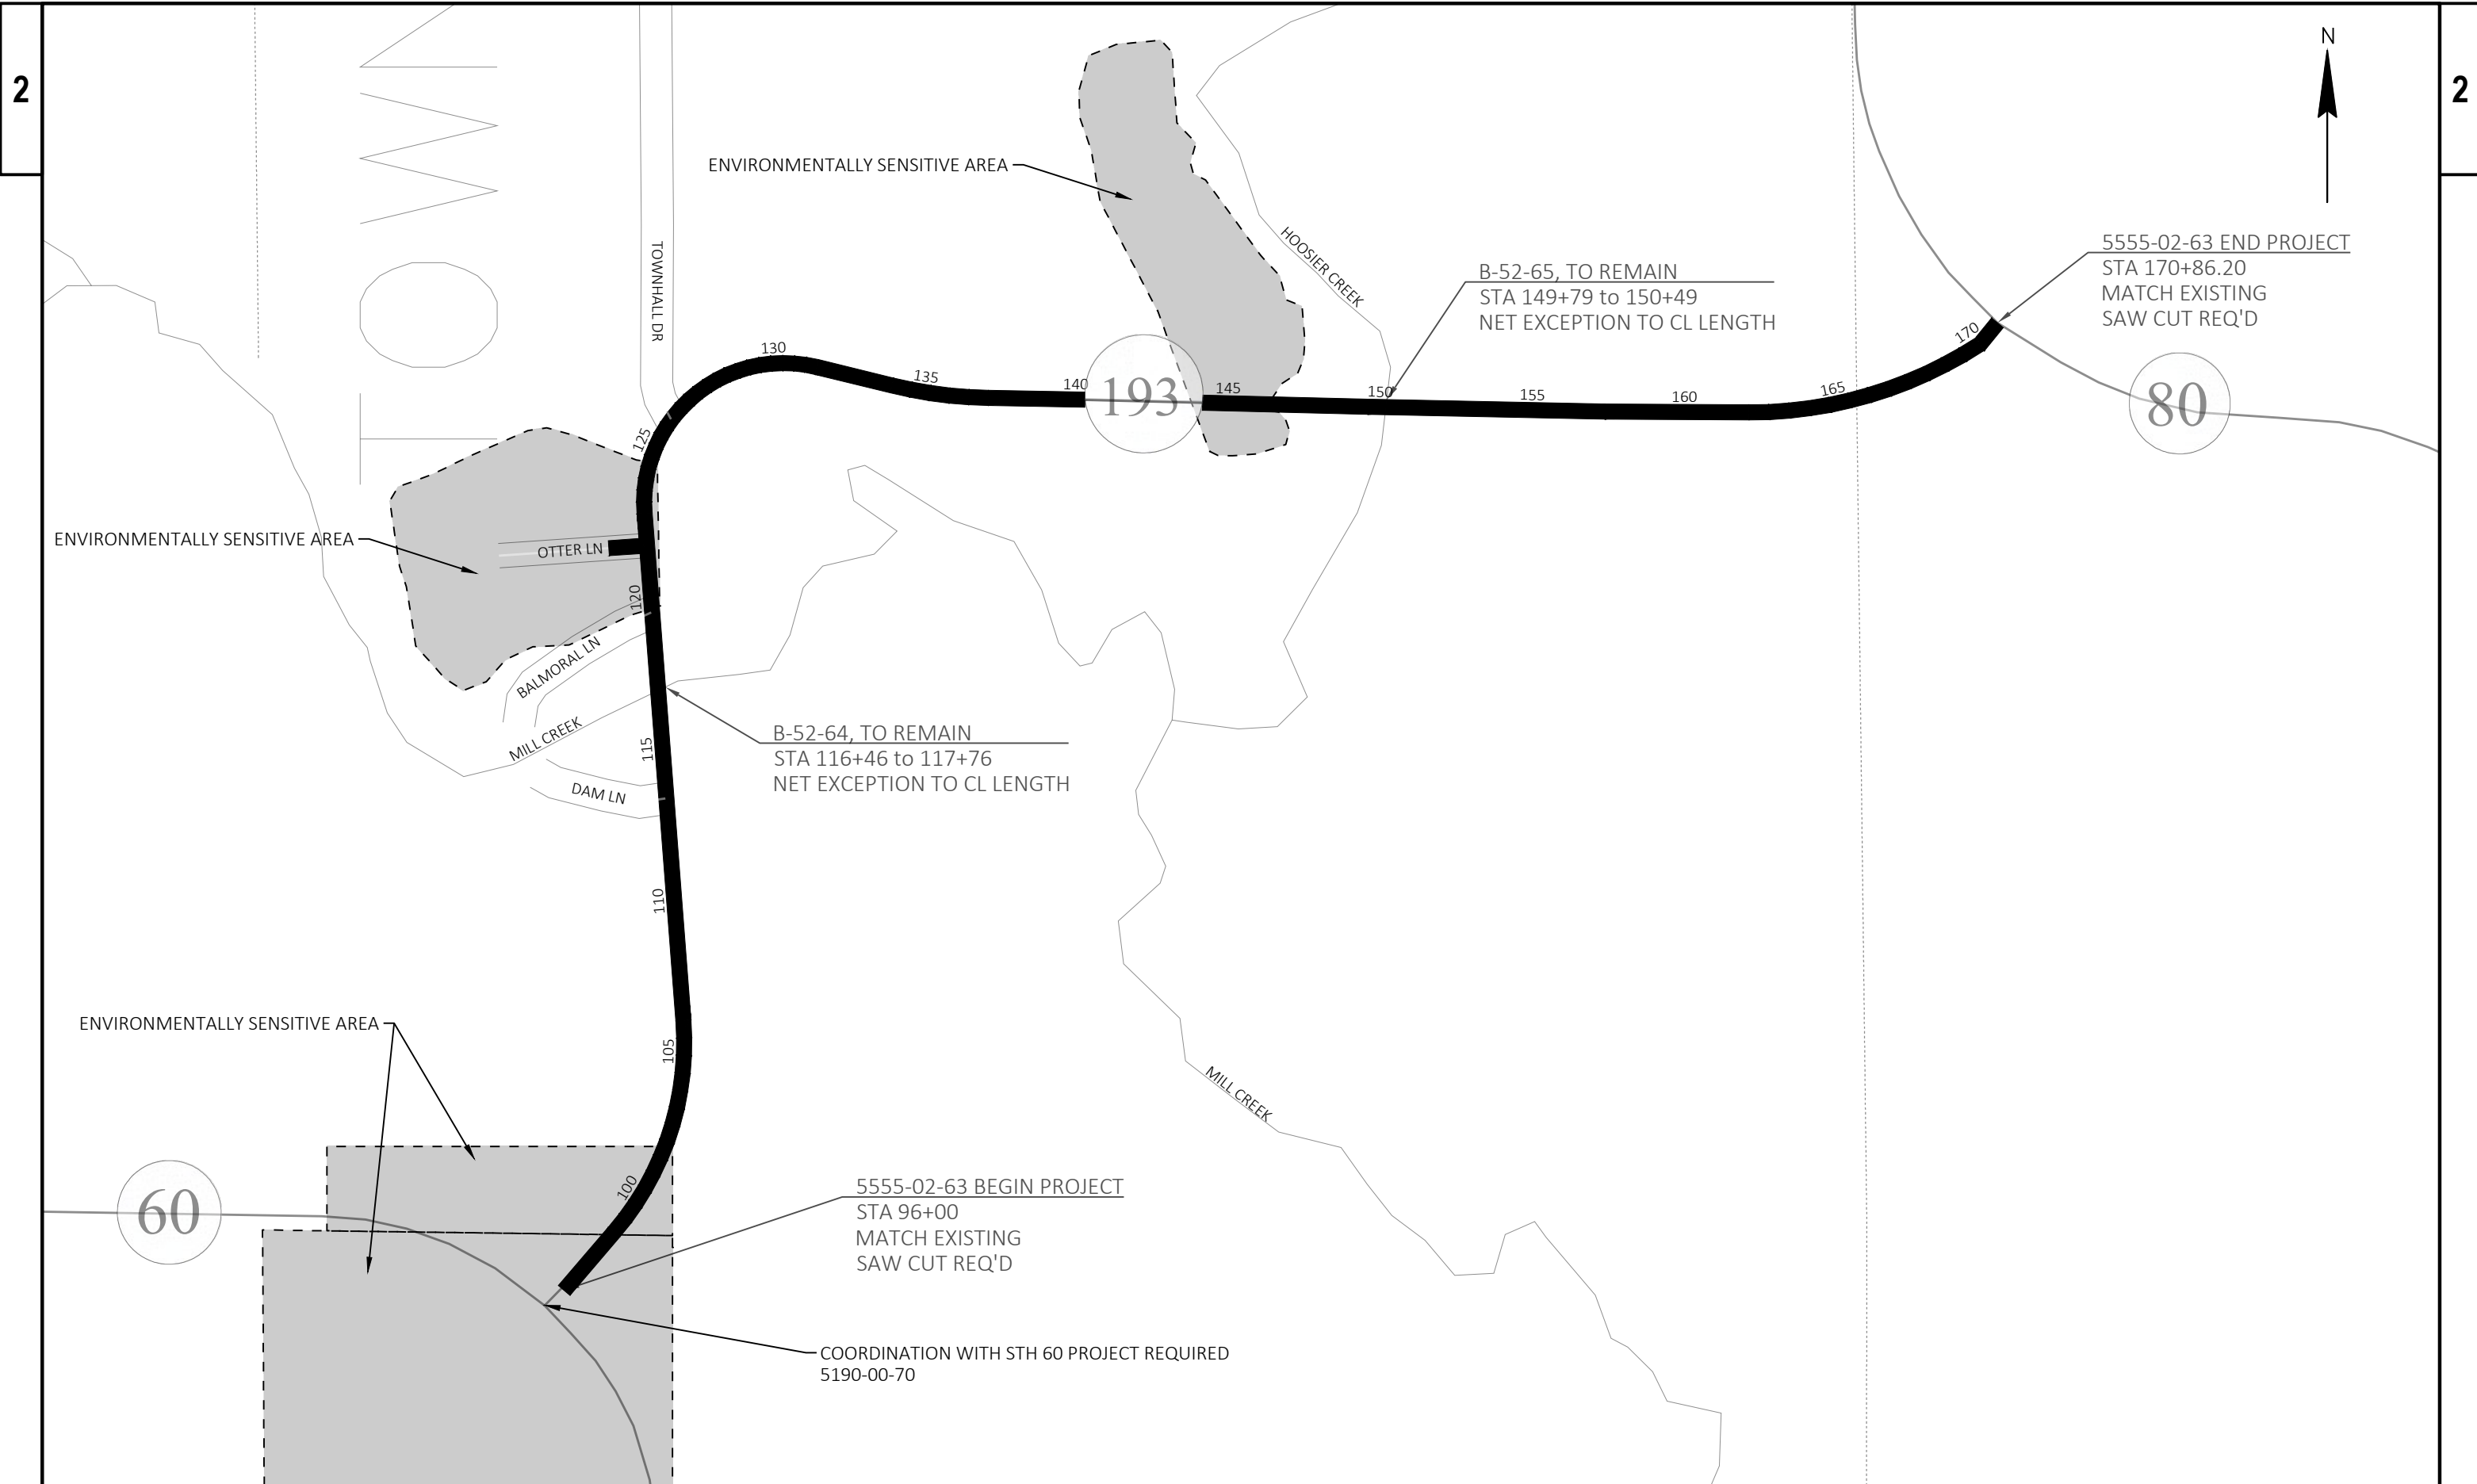 2
2
N
ENVIRONMENTALLY SENSITIVE AREA
TOWNHALL DR
HOOSIER CREEK
5555-02-63 END PROJECT
STA 170+86.20
MATCH EXISTING
SAW CUT REQ'D
B-52-65, TO REMAIN
STA 149+79 to 150+49
NET EXCEPTION TO CL LENGTH
TOWN
130
135
140
193
145
150
155
160
165
170
80
125
ENVIRONMENTALLY SENSITIVE AREA
OTTER LN
120
BALMORAL LN
MILL CREEK
115
B-52-64, TO REMAIN
STA 116+46 to 117+76
NET EXCEPTION TO CL LENGTH
DAM LN
110
ENVIRONMENTALLY SENSITIVE AREA
105
MILL CREEK
100
60
5555-02-63 BEGIN PROJECT
STA 96+00
MATCH EXISTING
SAW CUT REQ'D
COORDINATION WITH STH 60 PROJECT REQUIRED
5190-00-70